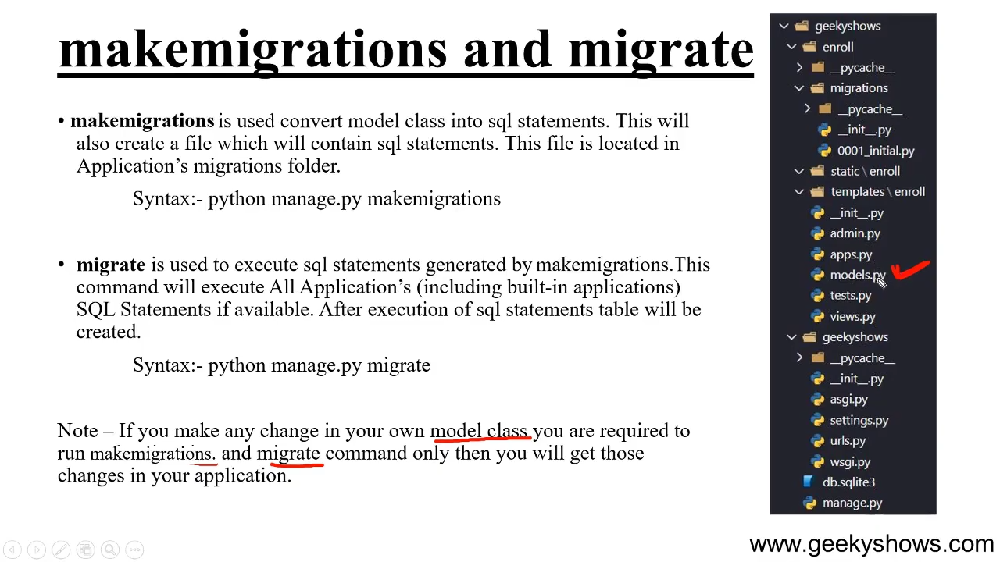 makemigrations and migrate
• makemigrations is used convert model class into sql statements. This will
also create a file which will contain sql statements. This file is located in
Application’s migrations folder.
Syntax:- python manage.py makemigrations
• migrate is used to execute sql statements generated by makemigrations.This
command will execute All Application’s (including built-in applications)
SQL Statements if available. After execution of sql statements table will be
created.
Syntax:- python manage.py migrate
Note – If you make any change in your own model class you are required to
run makemigrations. and migrate command only then you will get those
changes in your application.
geekyshows
enroll
__pycache__
migrations
__pycache__
__init__.py
0001_initial.py
static \ enroll
templates \ enroll
__init__.py
admin.py
apps.py
models.py
tests.py
views.py
geekyshows
__pycache__
__init__.py
asgi.py
settings.py
urls.py
wsgi.py
db.sqlite3
manage.py
www.geekyshows.com